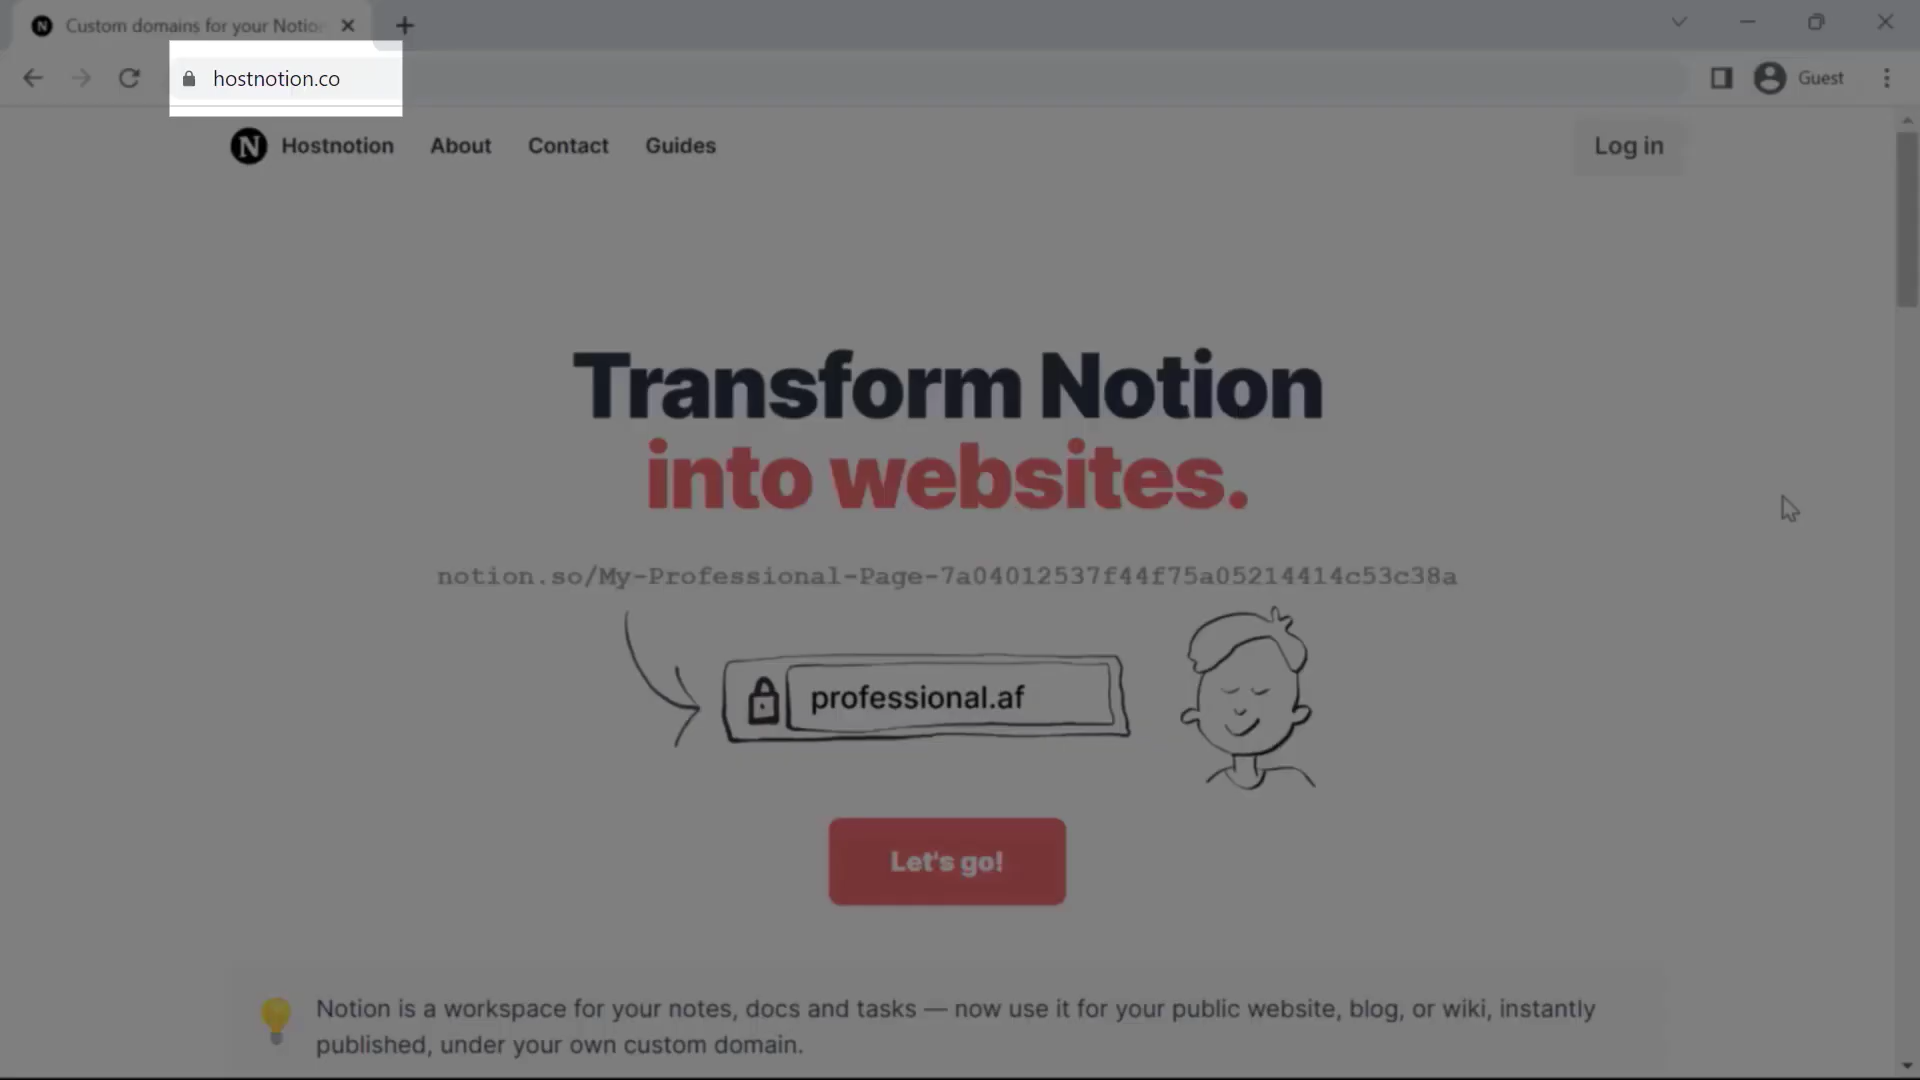 Custom domains for your Notio
hostnotion.co
Guest
Hostnotion About Contact Guides Log in
Transform Notion
into websites.
notion.so/My-Professional-Page-7a04012537f44f75a05214414c53c38a
professional.af
Let's go!
Notion is a workspace for your notes, docs and tasks — now use it for your public website, blog, or wiki, instantly
published, under your own custom domain.